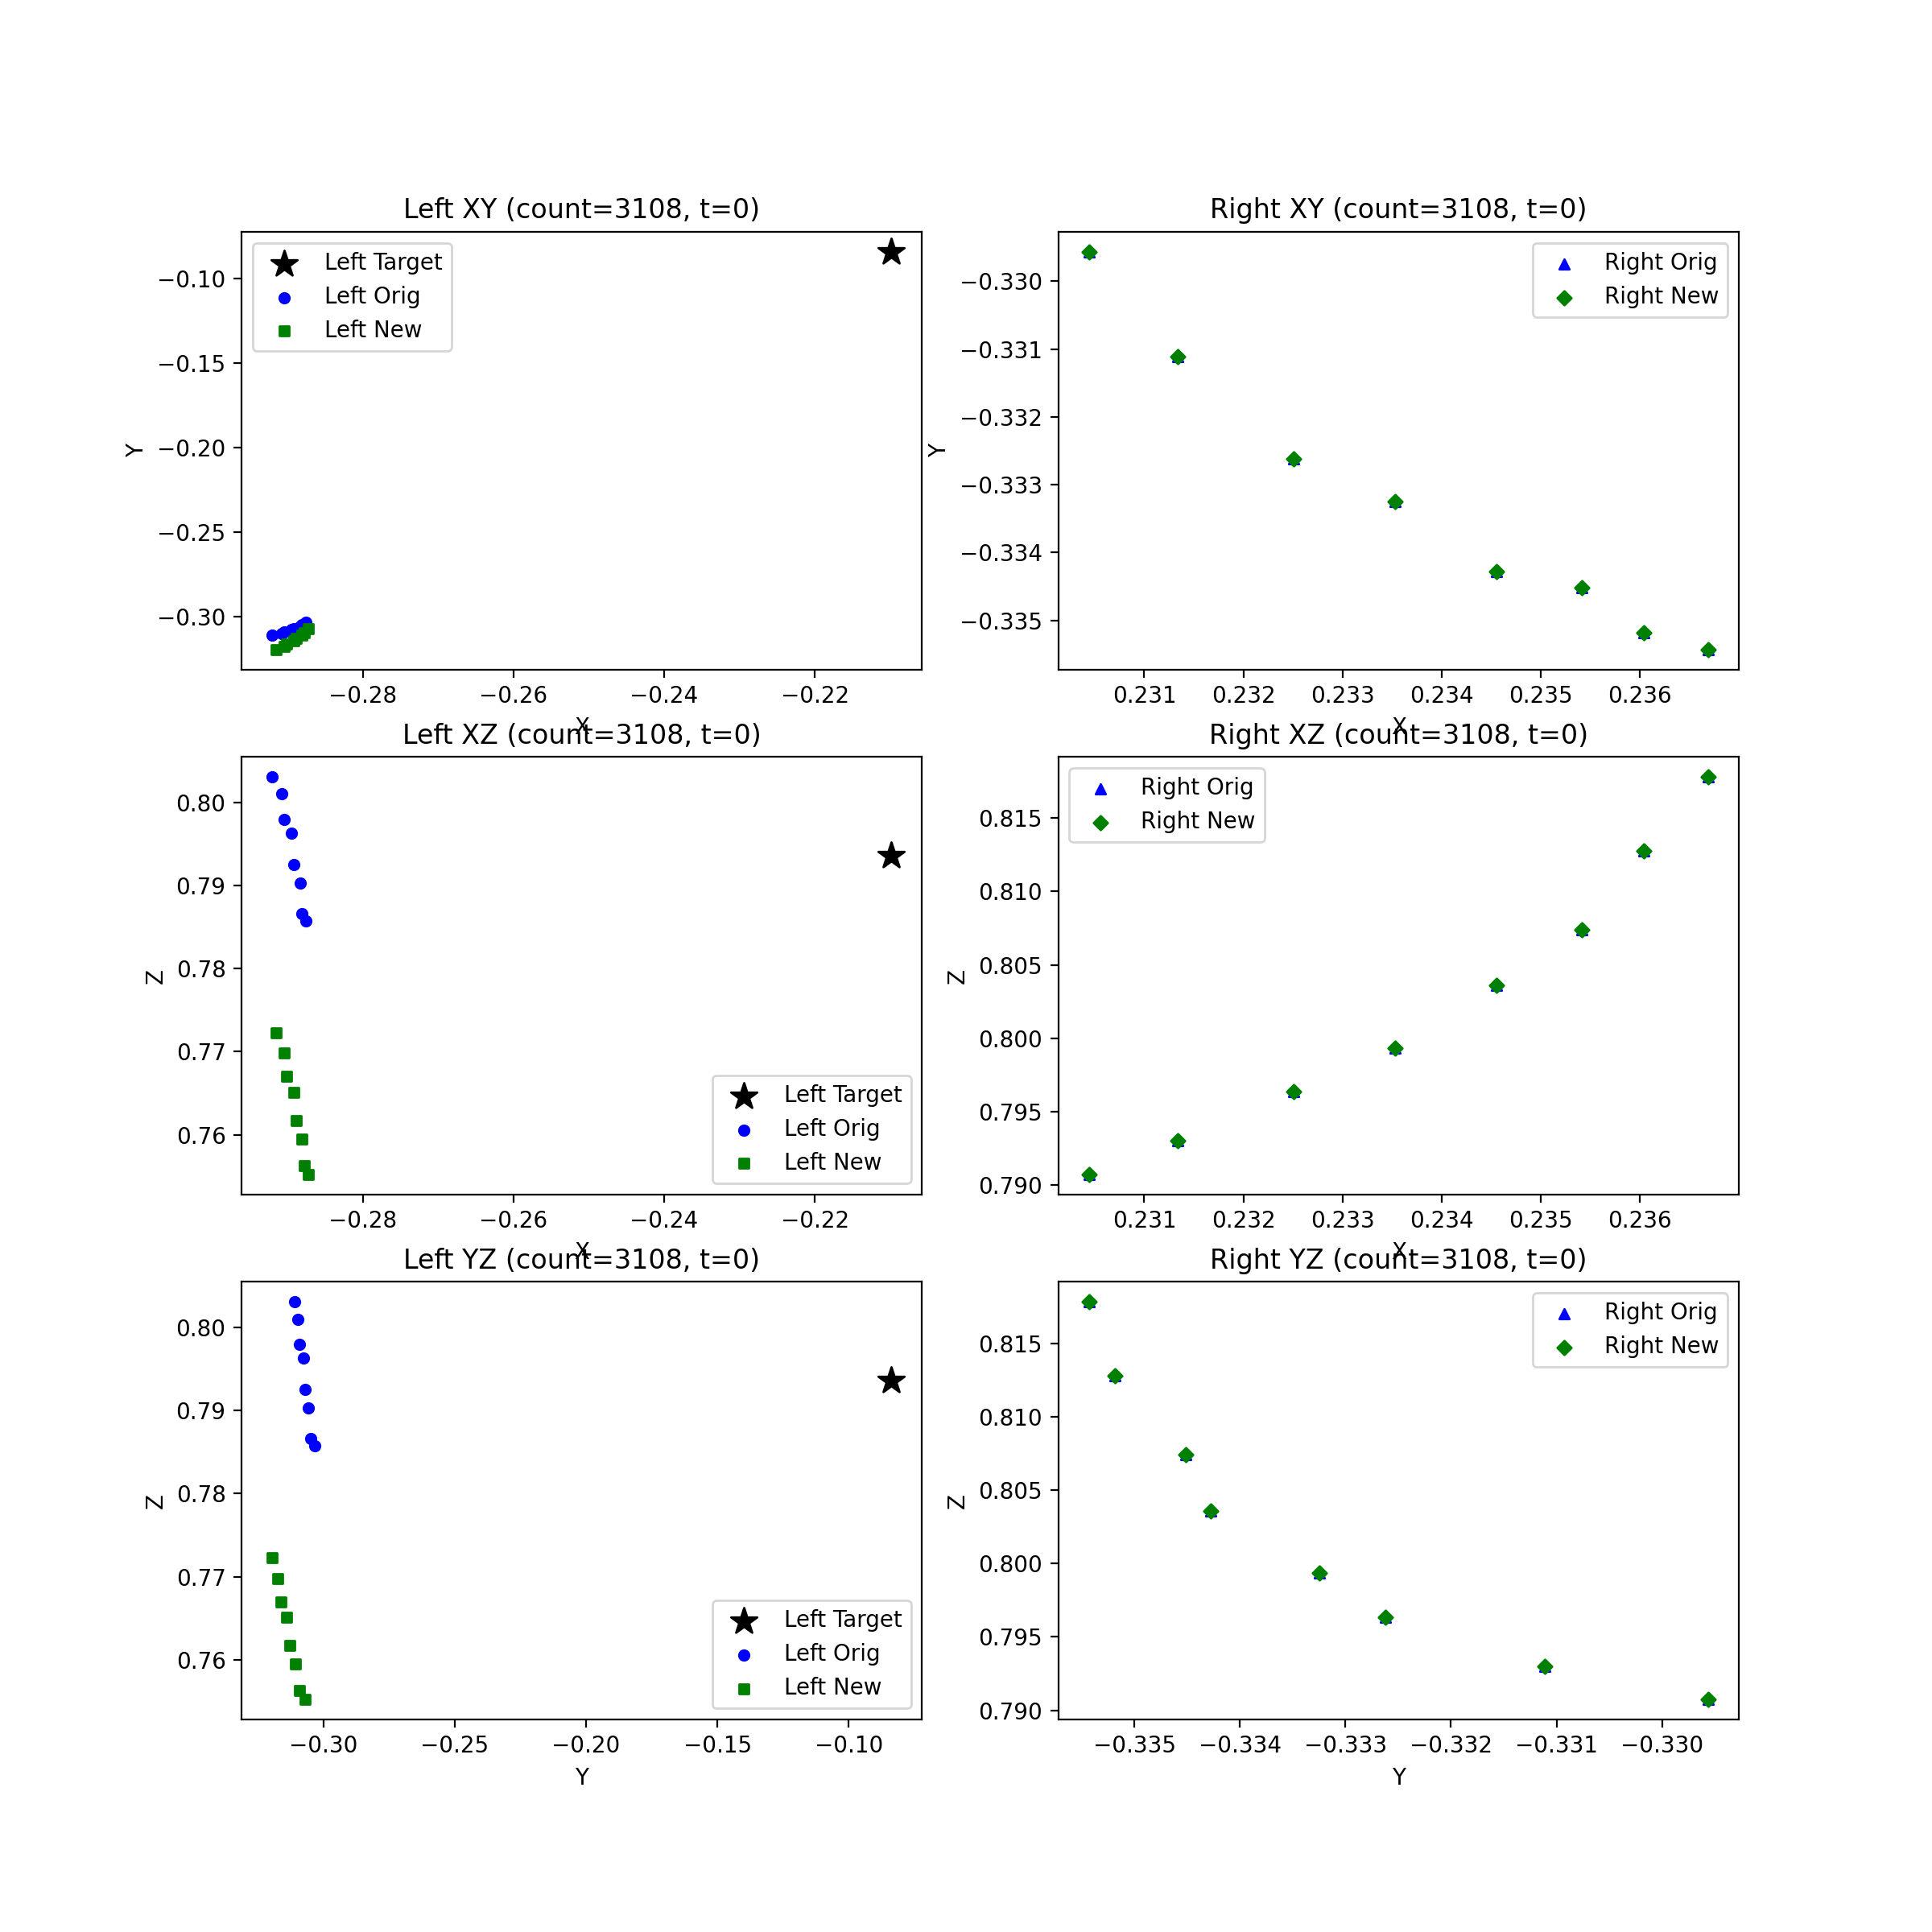 Left XY (count=3108, t=0)
Left Target
Left Orig
Left New
−0.10
−0.15
−0.20
−0.25
−0.30
Y
−0.28
−0.26
−0.24
−0.22
X
Right XY (count=3108, t=0)
Right Orig
Right New
−0.330
−0.331
−0.332
−0.333
−0.334
−0.335
Y
0.231
0.232
0.233
0.234
0.235
0.236
X
Left XZ (count=3108, t=0)
0.80
0.79
0.78
0.77
0.76
Z
Left Target
Left Orig
Left New
−0.28
−0.26
−0.24
−0.22
X
Right XZ (count=3108, t=0)
Right Orig
Right New
0.815
0.810
0.805
0.800
0.795
0.790
Z
0.231
0.232
0.233
0.234
0.235
0.236
X
Left YZ (count=3108, t=0)
0.80
0.79
0.78
0.77
0.76
Z
Left Target
Left Orig
Left New
−0.30
−0.25
−0.20
−0.15
−0.10
Y
Right YZ (count=3108, t=0)
Right Orig
Right New
0.815
0.810
0.805
0.800
0.795
0.790
Z
−0.335
−0.334
−0.333
−0.332
−0.331
−0.330
Y